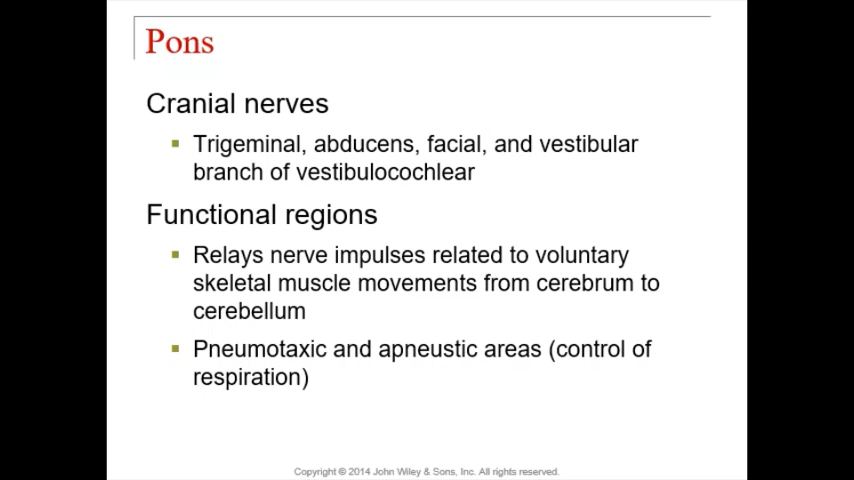 Pons
Cranial nerves
Trigeminal, abducens, facial, and vestibular
branch of vestibulocochlear
Functional regions
Relays nerve impulses related to voluntary
skeletal muscle movements from cerebrum to
cerebellum
Pneumotaxic and apneustic areas (control of
respiration)
Copyright © 2014 John Wiley & Sons, Inc. All rights reserved.